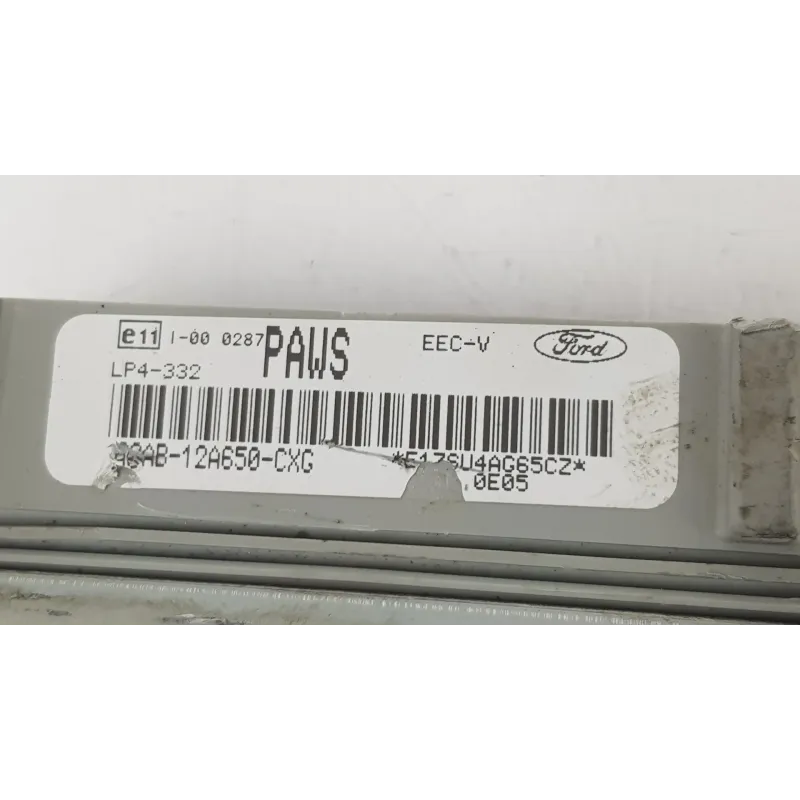 e11 I-00 0287 PAWS EEC-V Ford
LP4-332
12A650-CXG
0E05